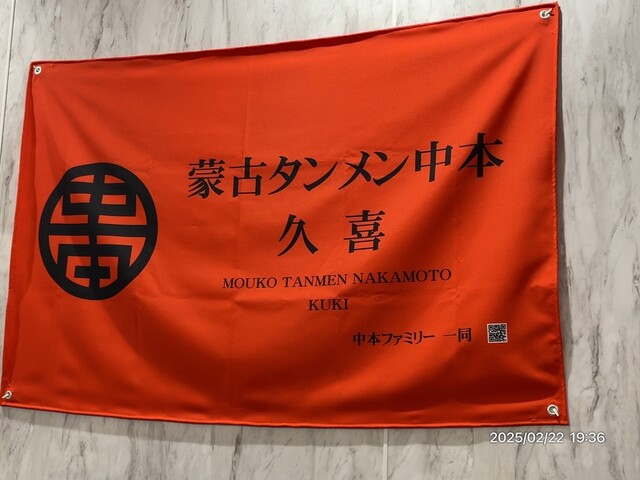 蒙古タンメン中本
久喜
MOUKO TANMEN NAKAMOTO
KUKI
中本ファミリー 一同
2025/02/22 19:36